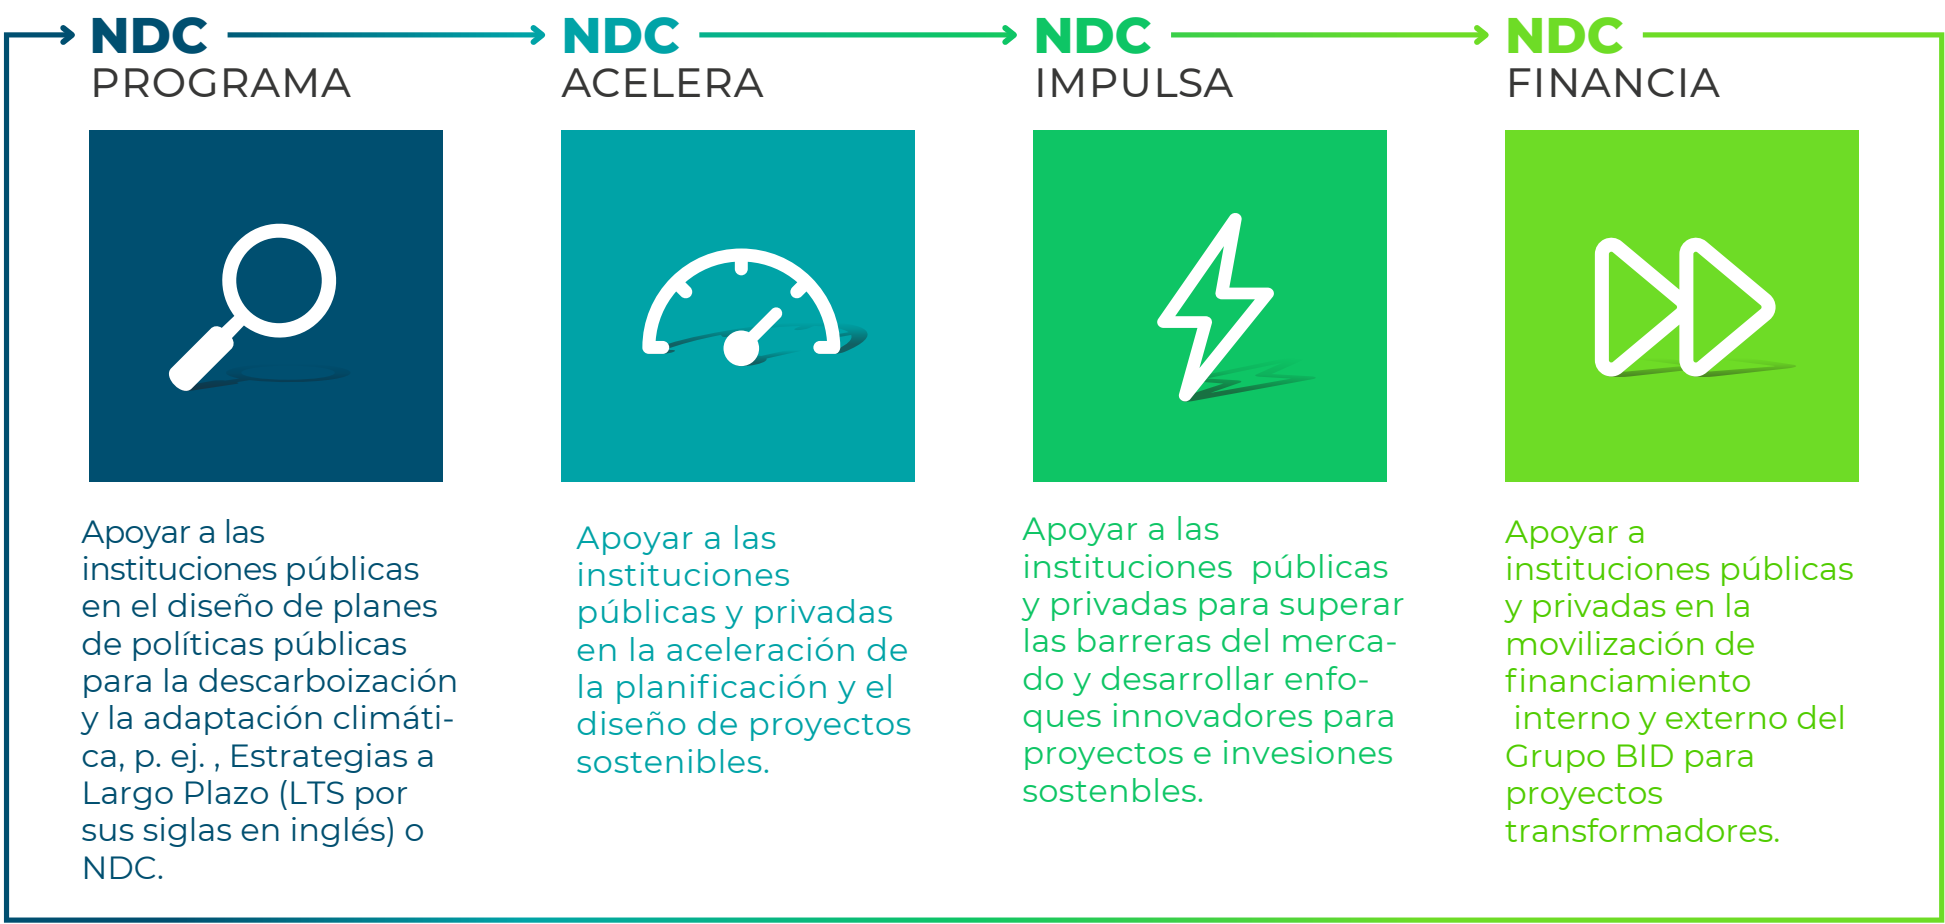 NDC
PROGRAMA
Apoyar a las
instituciones públicas
en el diseño de planes
de políticas públicas
para la descarboización
y la adaptación climáti-
ca, p. ej. , Estrategias a
Largo Plazo (LTS por
sus siglas en inglés) o
NDC.
NDC
ACELERA
Apoyar a las
instituciones
públicas y privadas
en la aceleración de
la planificación y el
diseño de proyectos
sostenibles.
NDC
IMPULSA
Apoyar a las
instituciones  públicas
y privadas para superar
las barreras del merca-
do y desarrollar enfo-
ques innovadores para
proyectos e invesiones
sostenbles.
NDC
FINANCIA
Apoyar a
instituciones públicas
y privadas en la
movilización de
financiamiento
interno y externo del
Grupo BID para
proyectos
transformadores.